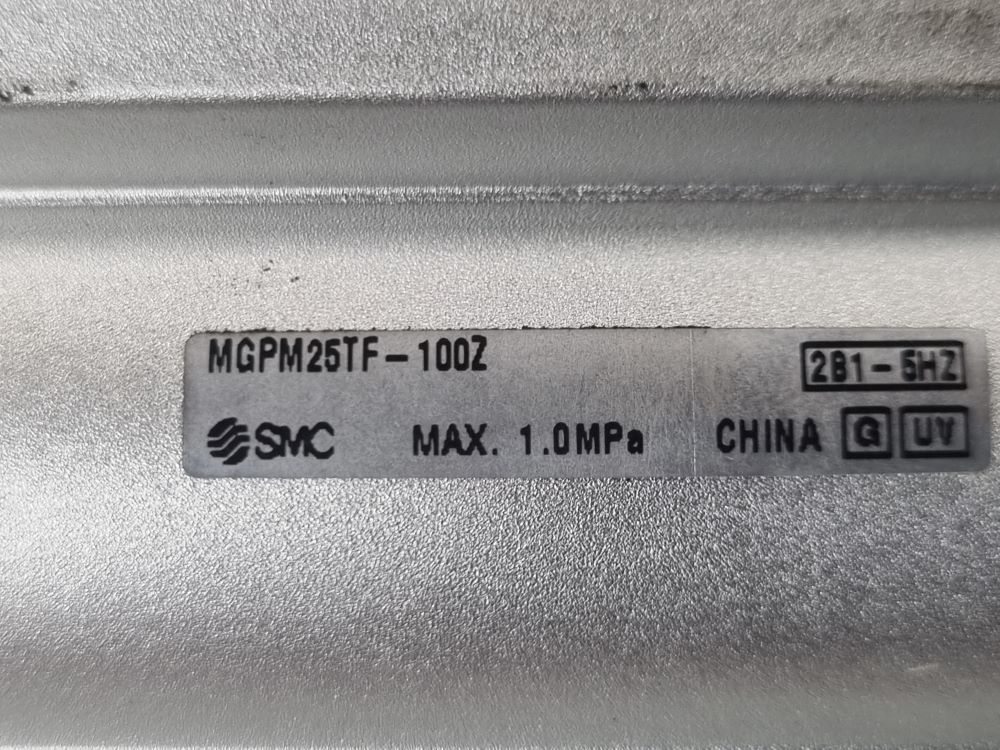 MGPM25TF-100Z 2B1-5HZ
SMC MAX. 1.0MPa CHINA G UV